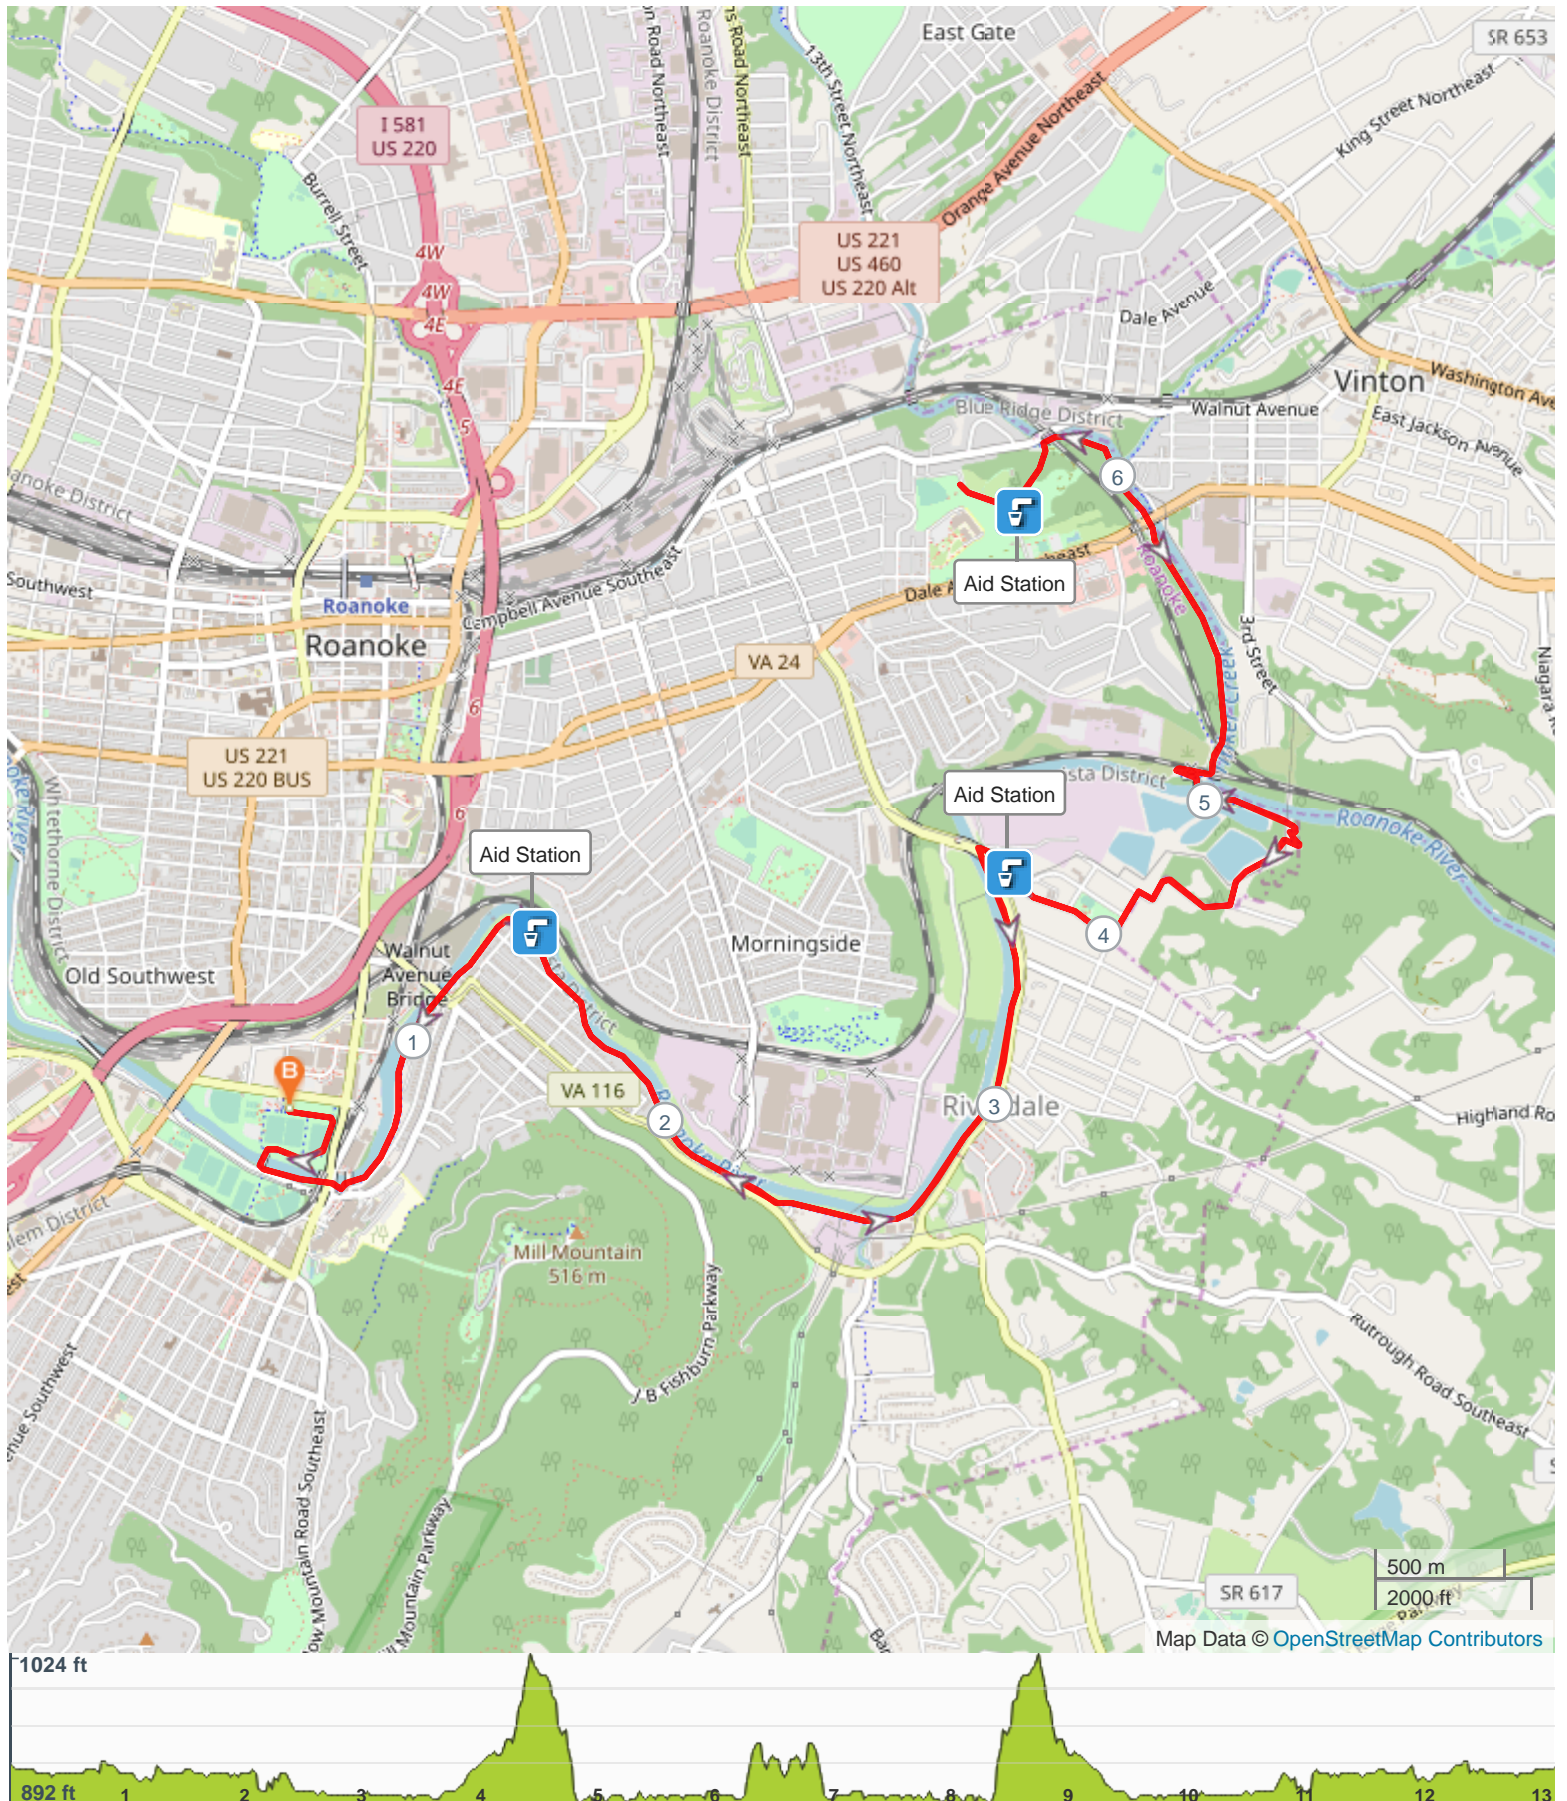 East Gate
SR 653
13th Street Northeast
King Street Northeast
Orange Avenue Northeast
Roanoke District
I 581
US 220
Burrell Street
4W
4W
4E
4E
5
US 221
US 460
US 220 Alt
Dale Avenue
Vinton
Washington Ave
Walnut Avenue
East Jackson Avenue
Blue Ridge District
6
Aid Station
Roanoke
3rd Street
Southwest
Roanoke
Roanoke
Campbell Avenue Southeast
VA 24
6
US 221
US 220 BUS
Whitethorne District
6
Aid Station
5
Roanoke River
Aid Station
4
Walnut
Avenue
Bridge
Morningside
Old Southwest
1
B
VA 116
2
3
Highland Ro
Mill Mountain
516 m
J B Fishburn Parkway
Rutrough Road Southeast
500 m
2000 ft
SR 617
Map Data © OpenStreetMap Contributors
1024 ft
892 ft 1 2 3 4 5 6 7 8 9 10 11 12 13